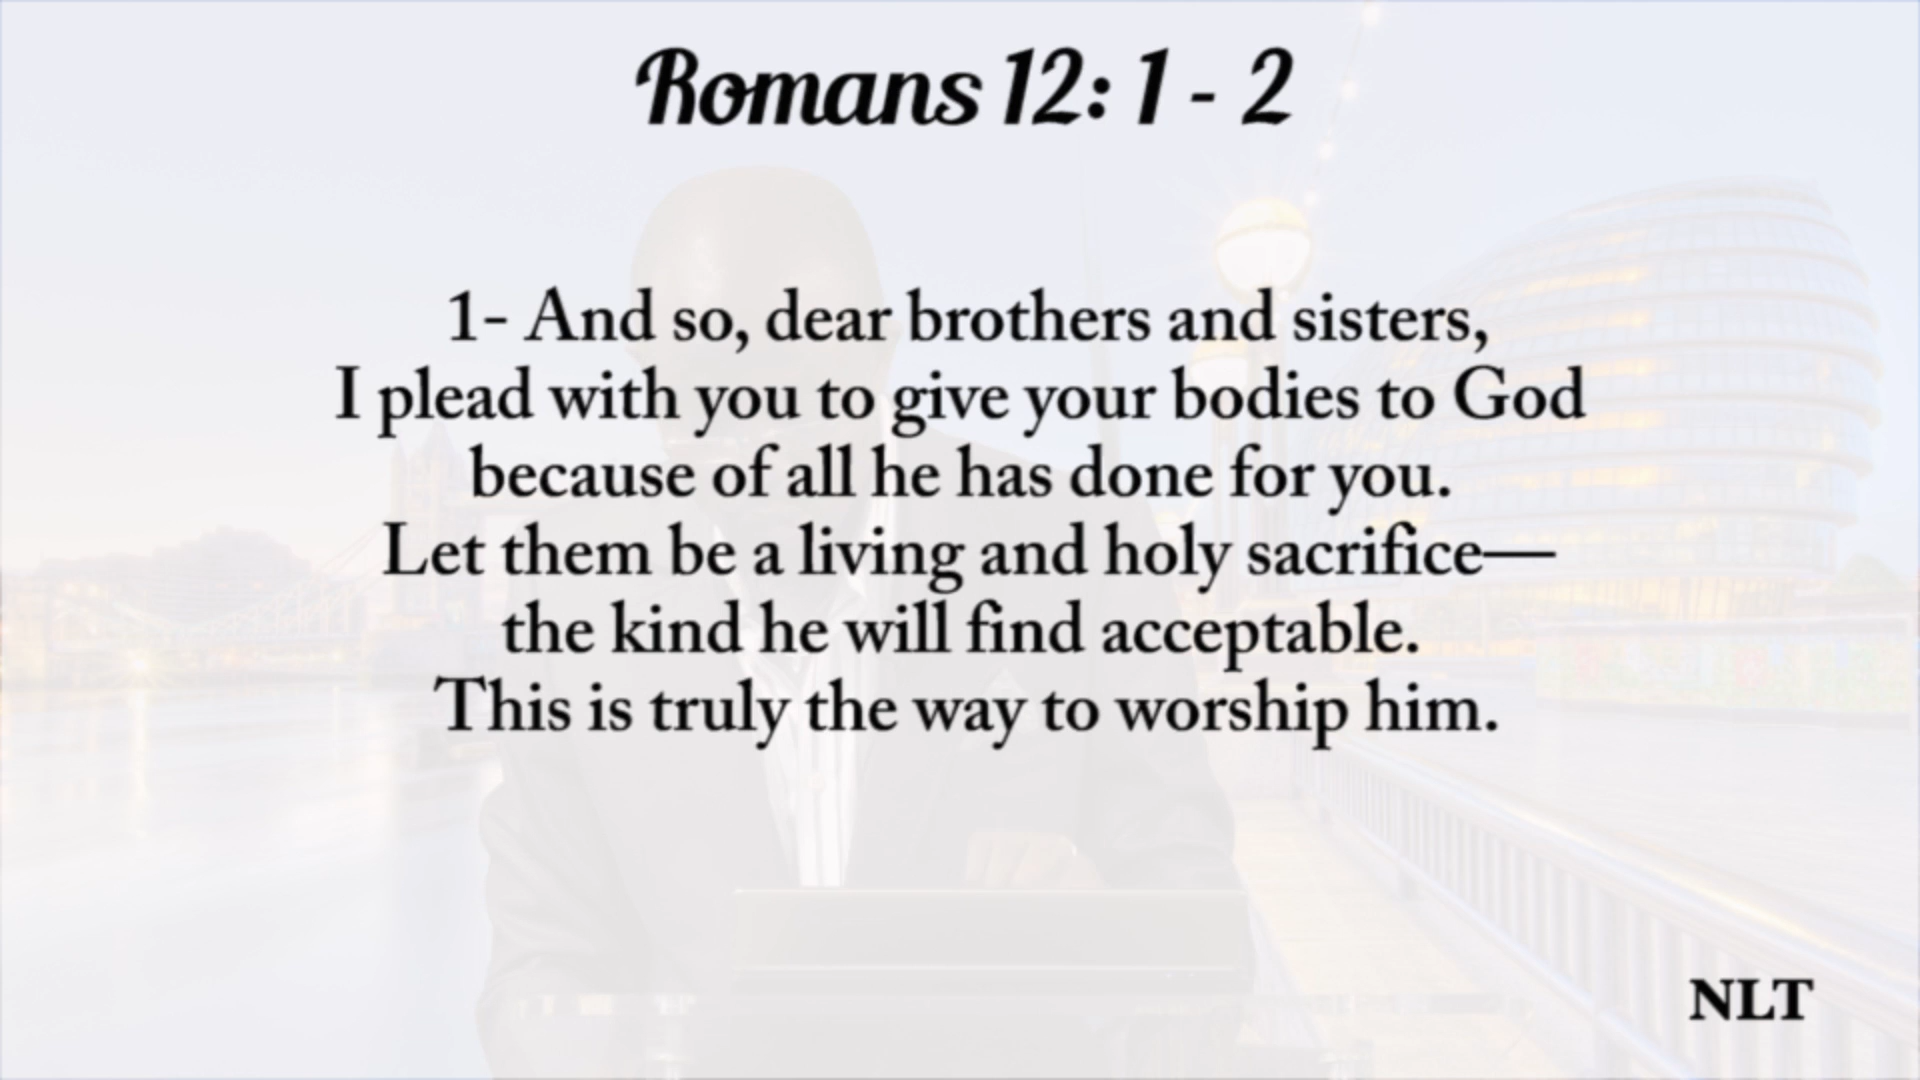 Romans 12: 1 - 2
1- And so, dear brothers and sisters,
I plead with you to give your bodies to God
because of all he has done for you.
Let them be a living and holy sacrifice—
the kind he will find acceptable.
This is truly the way to worship him.
NLT